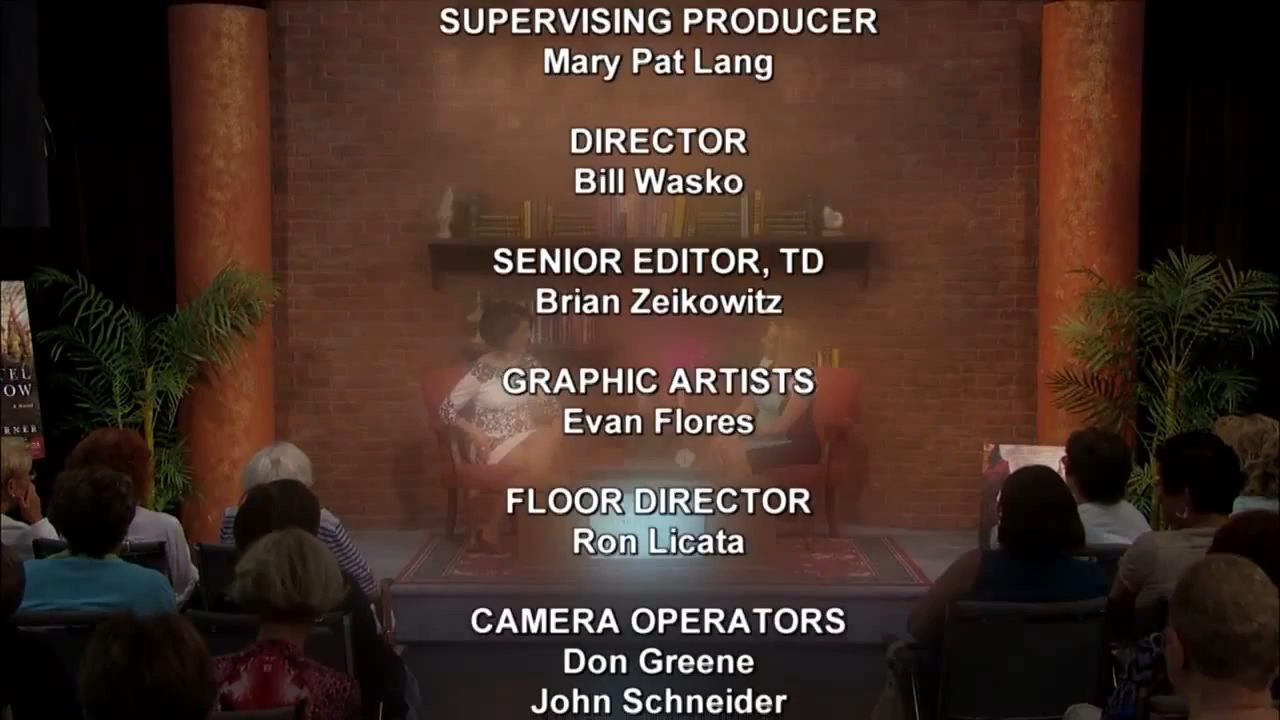 SUPERVISING PRODUCER
Mary Pat Lang
DIRECTOR
Bill Wasko
SENIOR EDITOR, TD
Brian Zeikowitz
GRAPHIC ARTISTS
Evan Flores
FLOOR DIRECTOR
Ron Licata
CAMERA OPERATORS
Don Greene
John Schneider